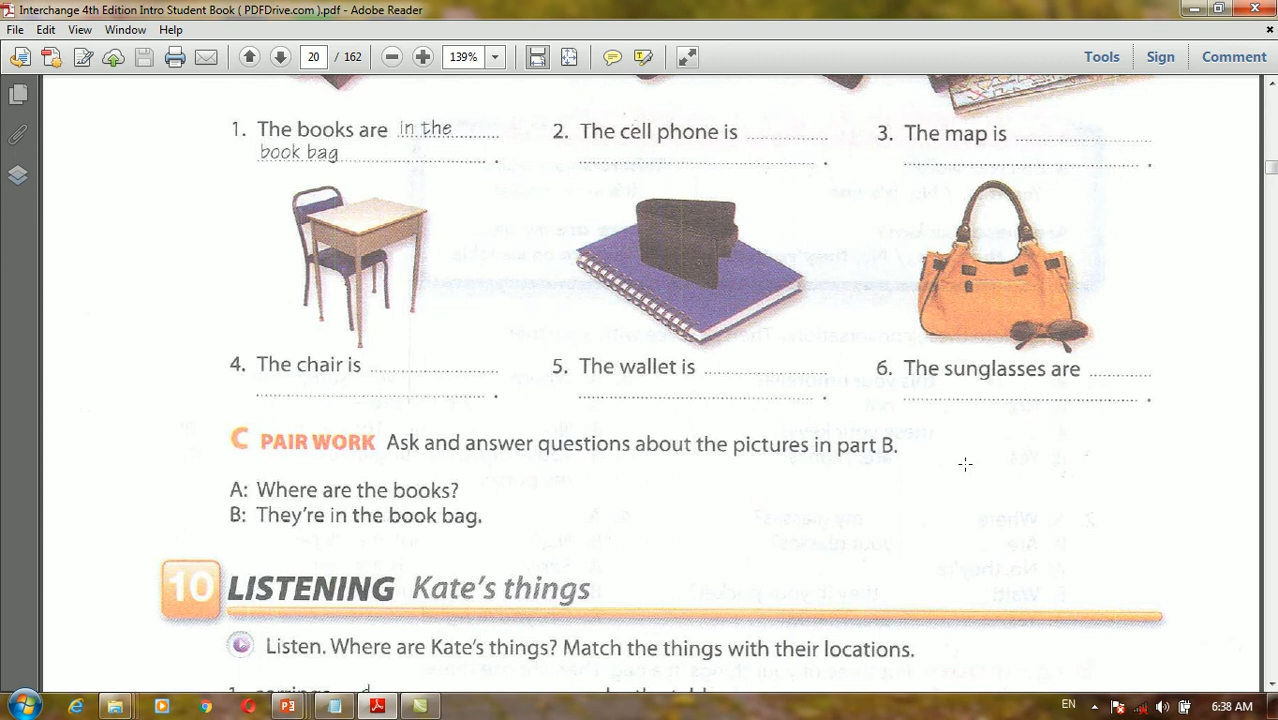 Interchange 4th Edition Intro Student Book ( PDFDrive.com ).pdf - Adobe Reader
File Edit View Window Help
20 / 162 139% Tools Sign Comment
1. The books are in the 2. The cell phone is 3. The map is
book bag . . .
4. The chair is 5. The wallet is 6. The sunglasses are
. . .
C PAIR WORK Ask and answer questions about the pictures in part B.
A: Where are the books?
B: They're in the book bag.
10 LISTENING Kate's things
Listen. Where are Kate's things? Match the things with their locations.
1. earrings d
EN 6:38 AM